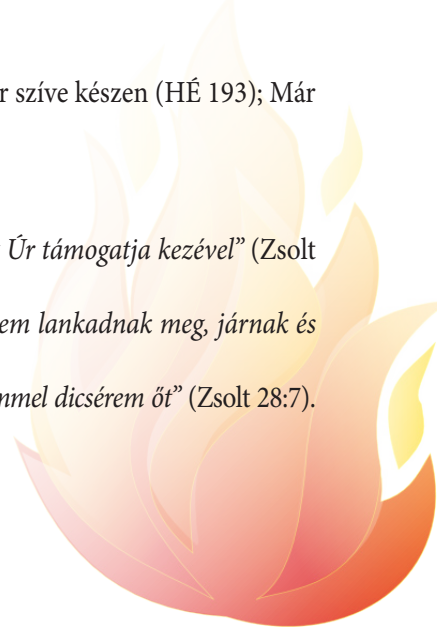 r szíve készen (HÉ 193); Már
Úr támogatja kezével” (Zsolt
em lankadnak meg, járnak és
mmel dicsérem őt” (Zsolt 28:7).